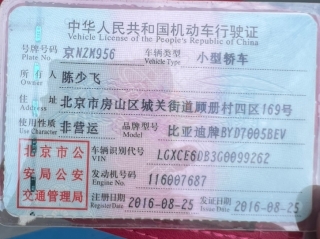 中华人民共和国机动车行驶证
Vehicle License of the People's Republic of China
号牌号码 京NZM956 车辆类型 小型轿车
Plate No. Vehicle Type
所有人 陈少飞
Owner
住址 北京市房山区城关街道顾册村四区169号
Address
使用性质 非营运 品牌型号 比亚迪牌BYD7005BEV
Use Character Model
北京市公 车辆识别代号 LGXCE6DB3G0099262
VIN
安局公安 发动机号码 116007687
Engine No.
交通管理局 注册日期 2016-08-25 发证日期 2016-08-25
Register Date Issue Date